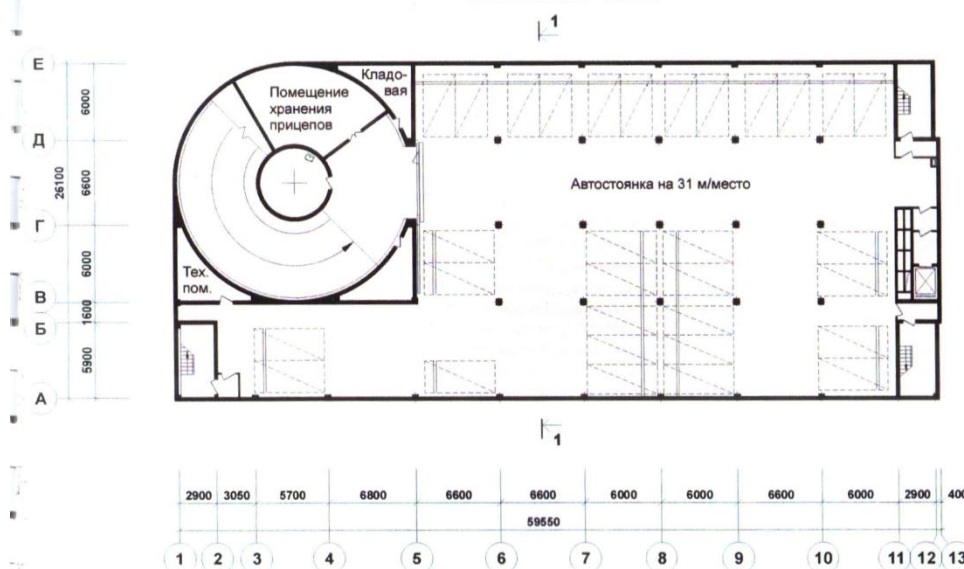 1
Е
Д
Г
В
Б
А
6000
6600
6000
1600
5900
26100
Кладо-
вая
Помещение
хранения
прицепов
Автостоянка на 31 м/место
Тех.
пом.
1
2900 3050 5700 6800 6600 6600 6000 6000 6600 6000 2900 400
59550
1 2 3 4 5 6 7 8 9 10 11 12 13